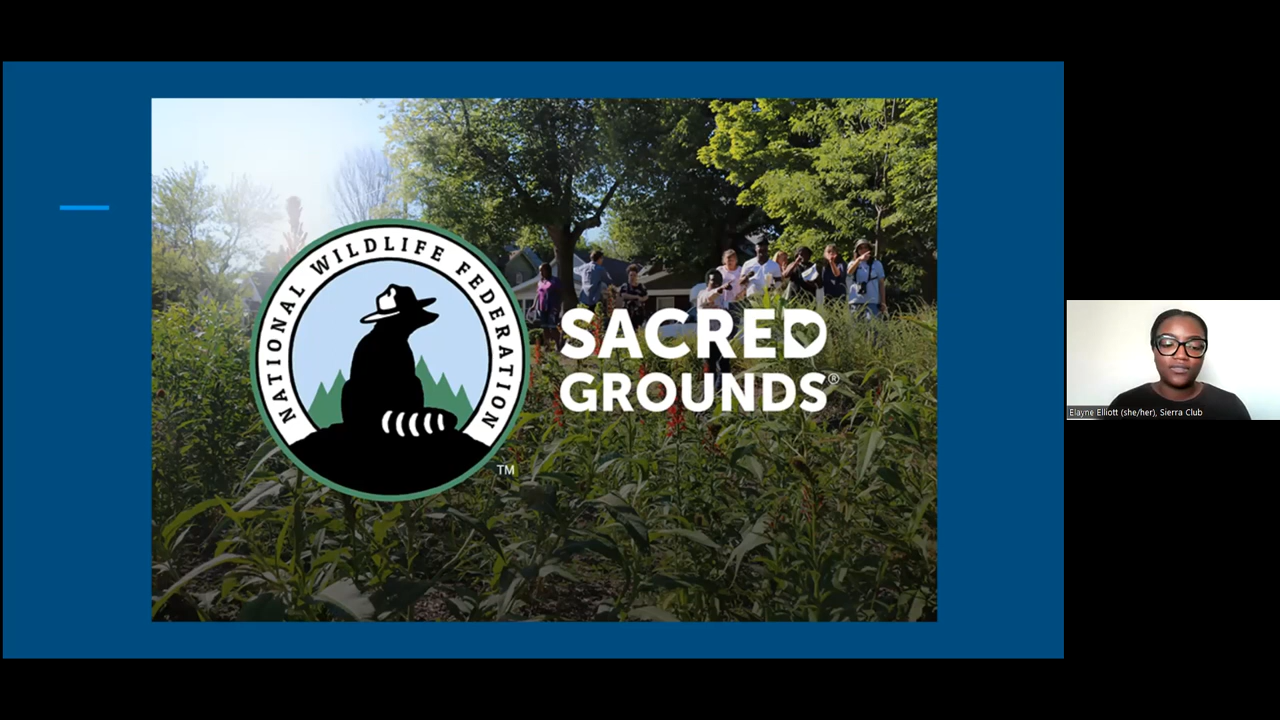 NATIONAL WILDLIFE FEDERATION
TM
SACRED
GROUNDS®
Elayne Elliott (she/her), Sierra Club